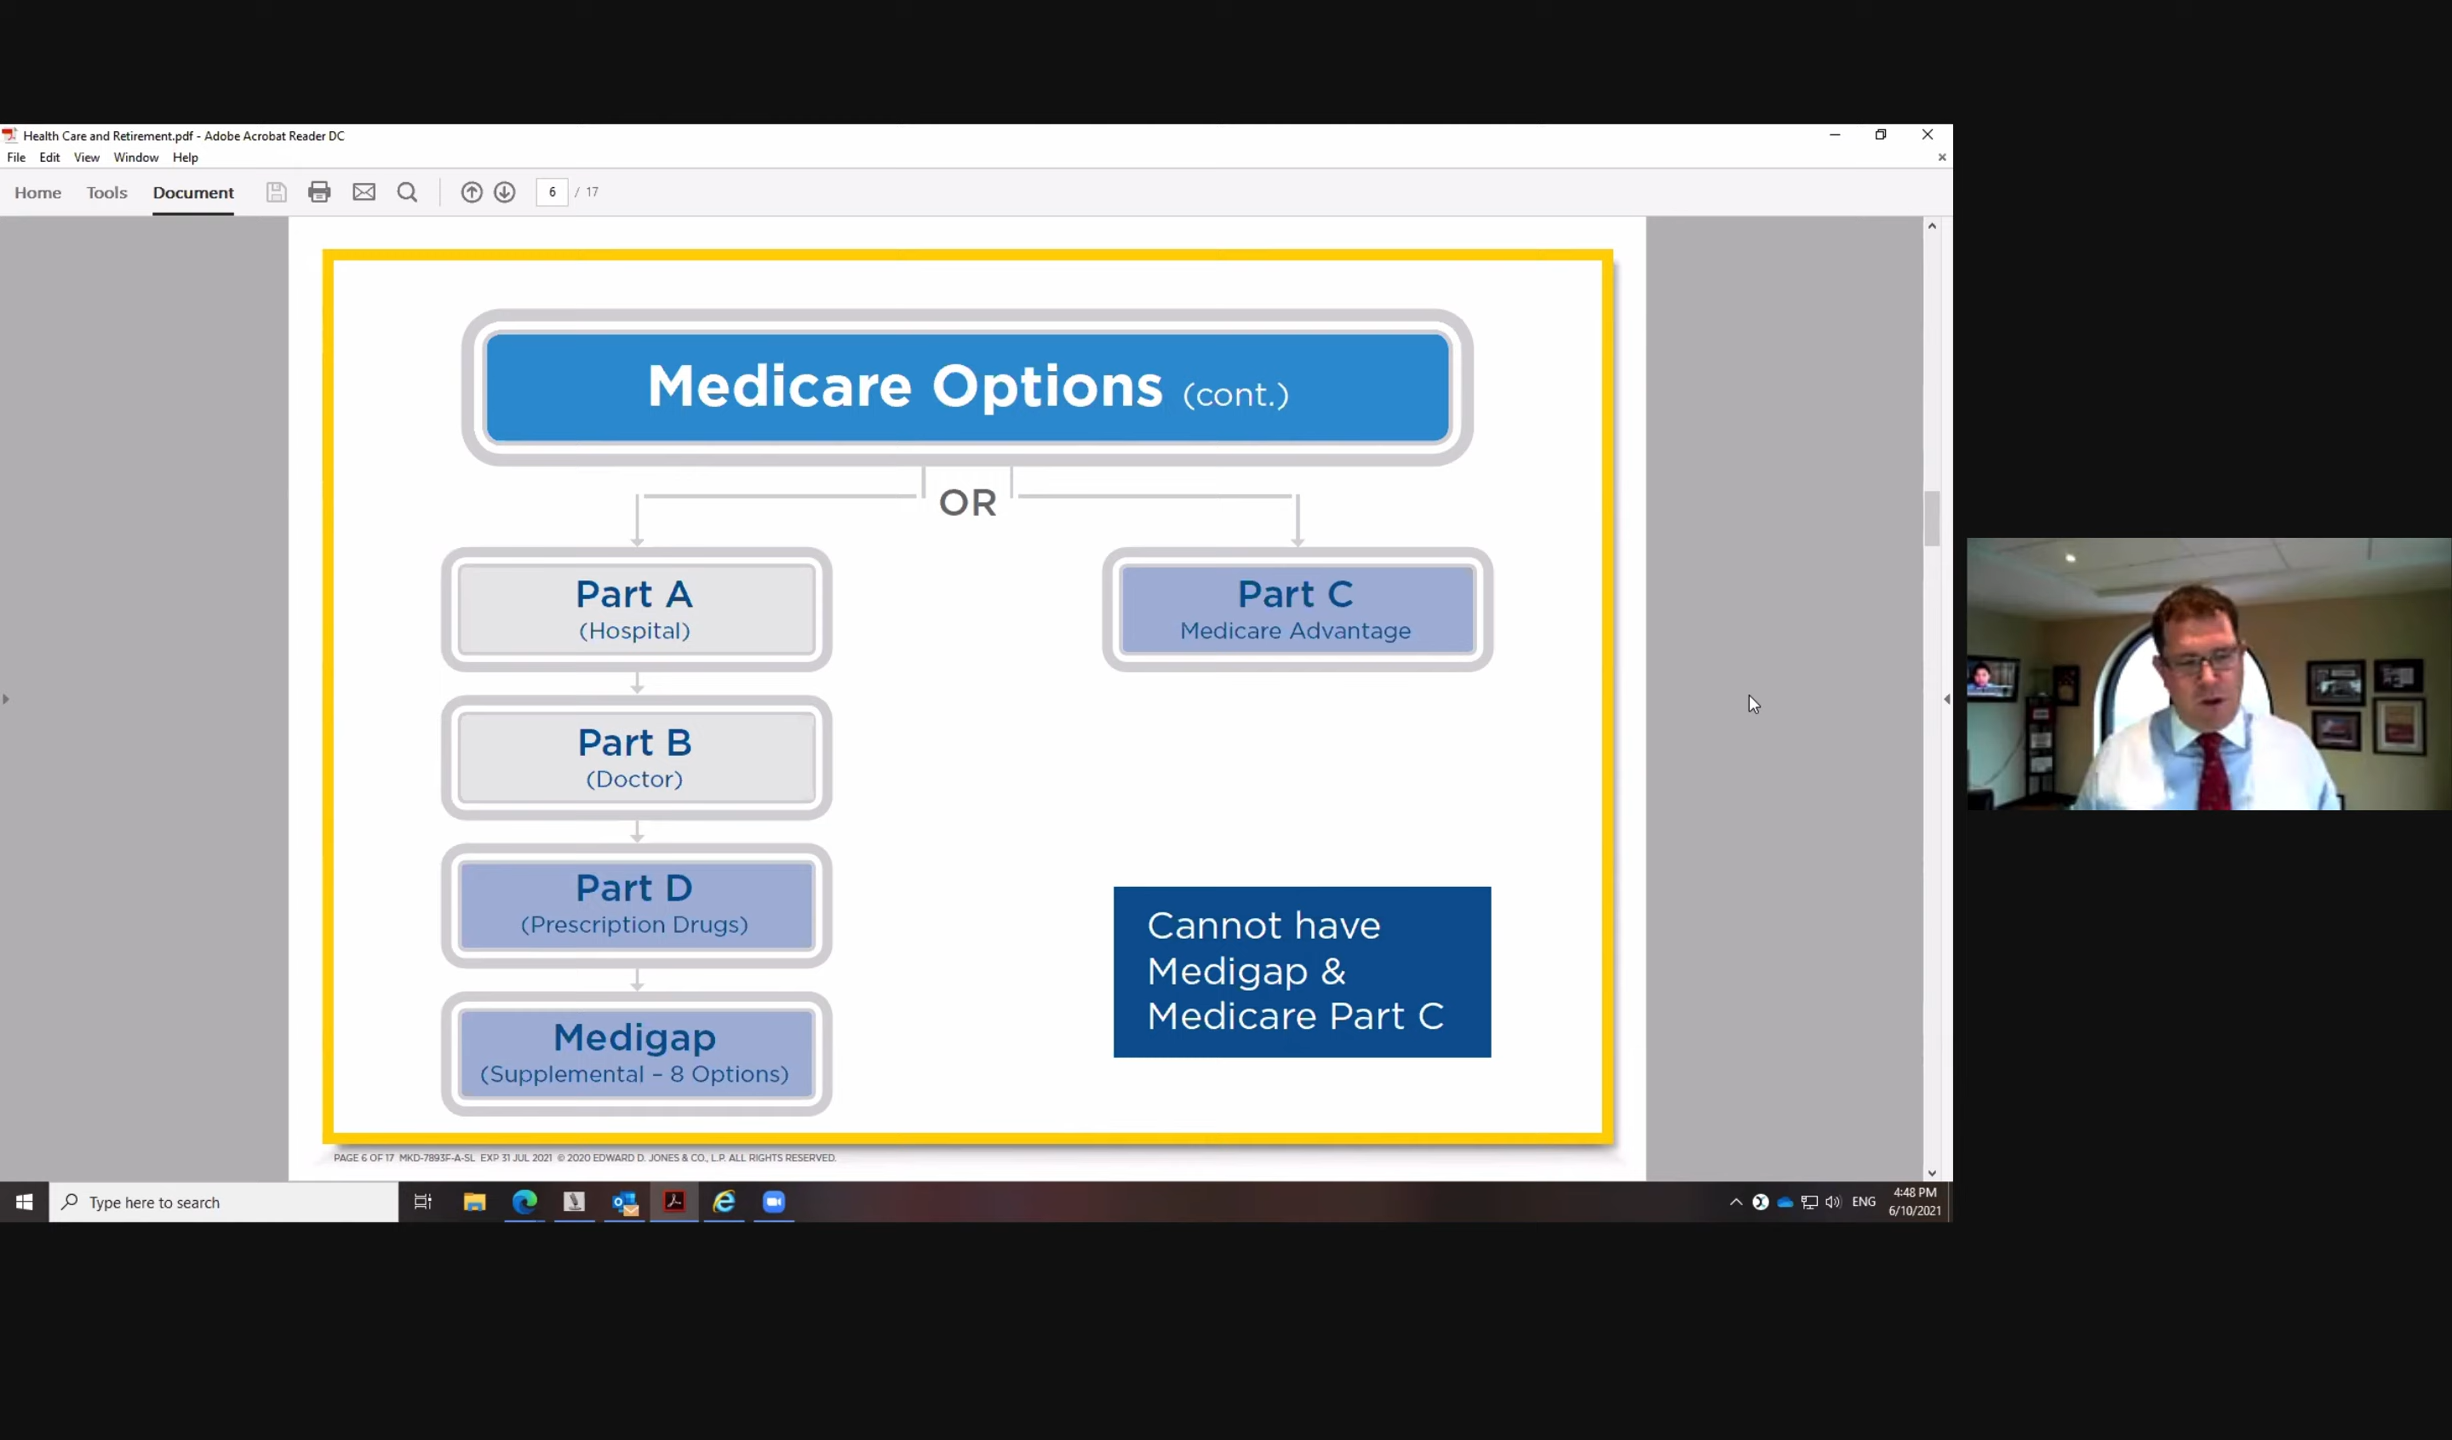 Health Care and Retirement.pdf - Adobe Acrobat Reader DC
File Edit View Window Help
Home Tools Document 6 / 17
Medicare Options (cont.)
OR
Part A
(Hospital)
Part C
Medicare Advantage
Part B
(Doctor)
Part D
(Prescription Drugs)
Cannot have
Medigap &
Medicare Part C
Medigap
(Supplemental – 8 Options)
PAGE 6 OF 17 MKD-7893F-A-SL EXP 31 JUL 2021 © 2020 EDWARD D. JONES & CO., L.P. ALL RIGHTS RESERVED.
Type here to search
ENG
4:48 PM
6/10/2021